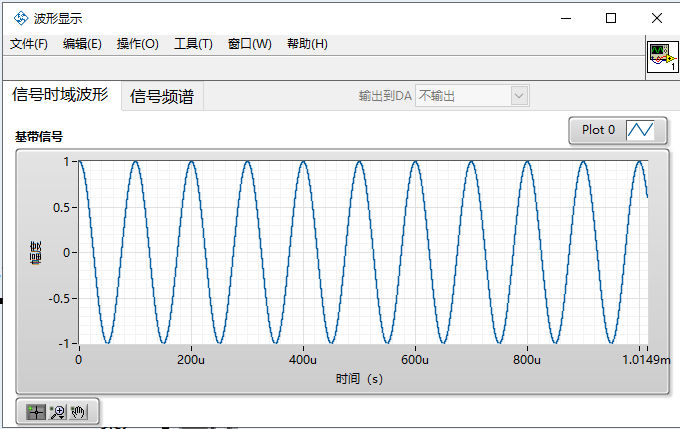 波形显示
文件(F) 编辑(E) 操作(O) 工具(T) 窗口(W) 帮助(H)
1
信号时域波形 信号频谱 输出到DA 不输出
基带信号 Plot 0
1
0.5
0
-0.5
-1
幅度
0 200u 400u 600u 800u 1.0149m
时间（s）